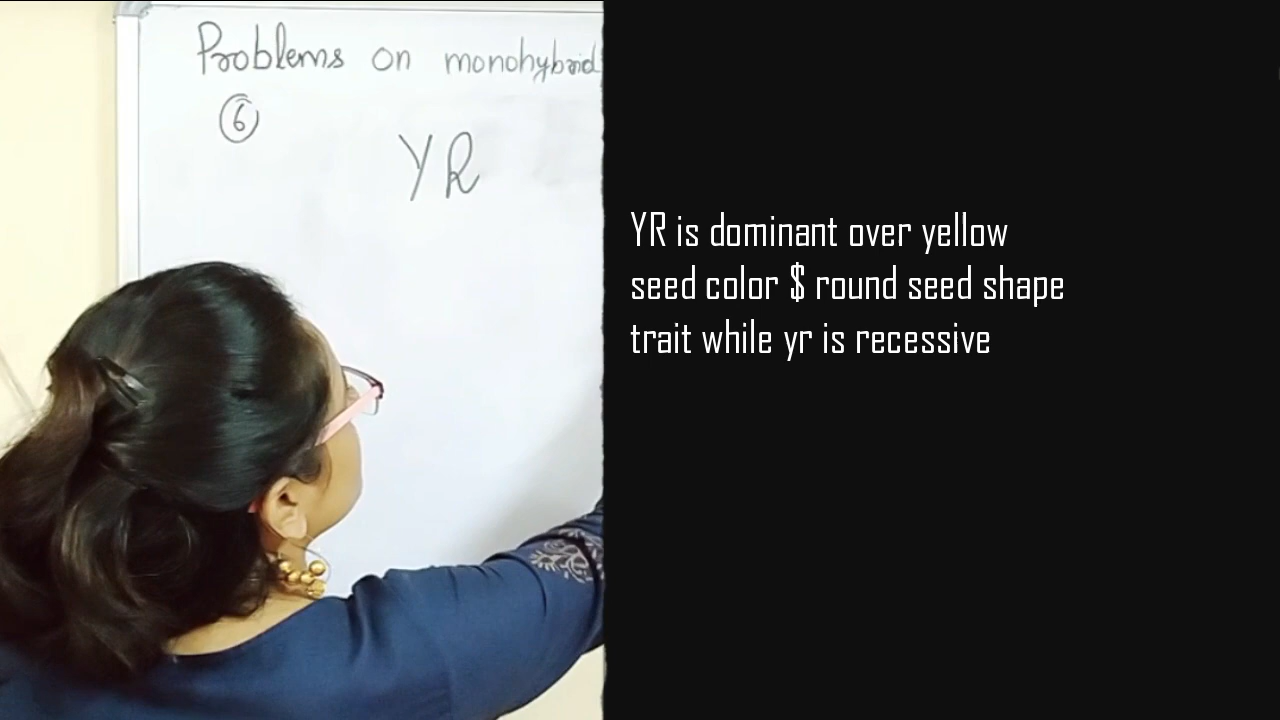 Problems on monohybrid
6
YR
YR is dominant over yellow
seed color $ round seed shape
trait while yr is recessive